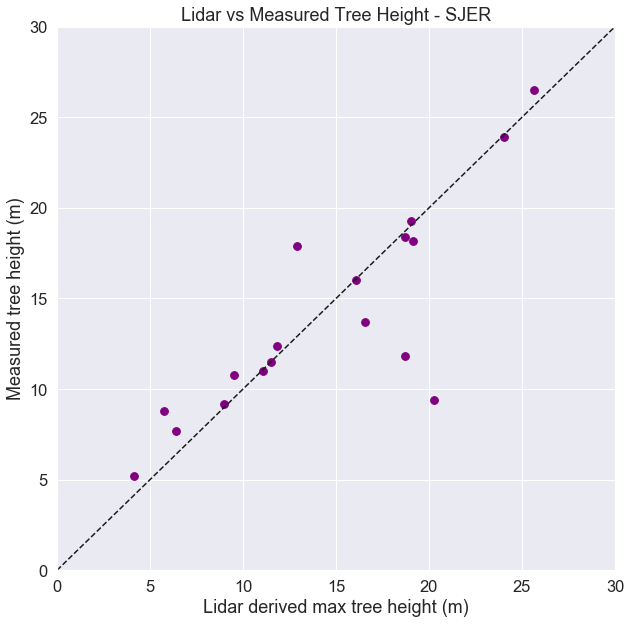 Lidar vs Measured Tree Height - SJER
30
25
20
15
10
5
0
Measured tree height (m)
0 5 10 15 20 25 30
Lidar derived max tree height (m)